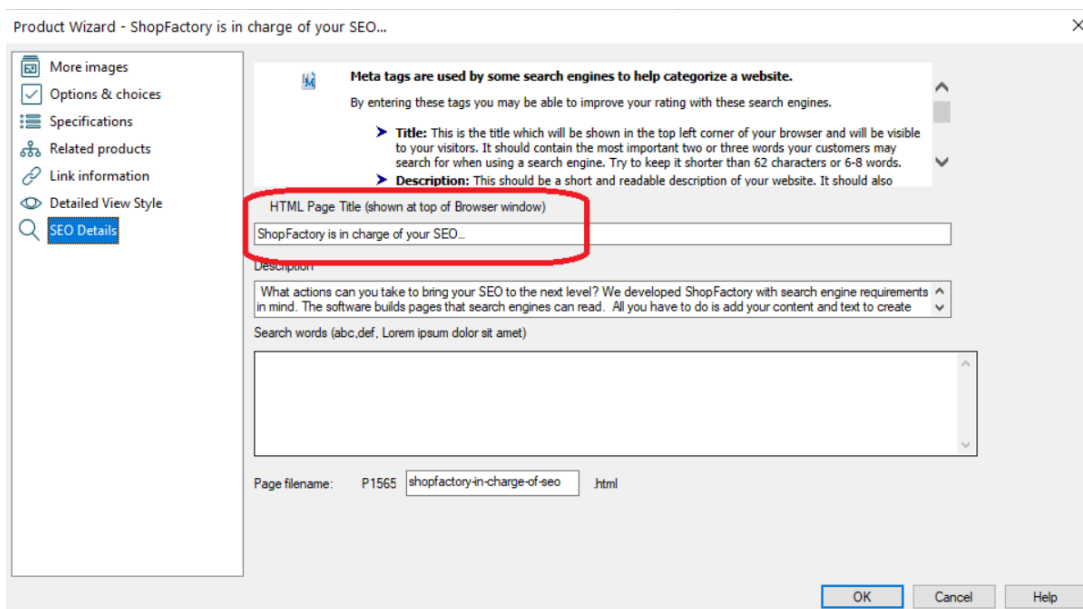 Product Wizard - ShopFactory is in charge of your SEO...
More images
Options & choices
Specifications
Related products
Link information
Detailed View Style
SEO Details
Meta tags are used by some search engines to help categorize a website.
By entering these tags you may be able to improve your rating with these search engines.
Title: This is the title which will be shown in the top left corner of your browser and will be visible
to your visitors. It should contain the most important two or three words your customers may
search for when using a search engine. Try to keep it shorter than 62 characters or 6-8 words.
Description: This should be a short and readable description of your website. It should also
HTML Page Title (shown at top of Browser window)
ShopFactory is in charge of your SEO...
Description
What actions can you take to bring your SEO to the next level? We developed ShopFactory with search engine requirements
in mind. The software builds pages that search engines can read.  All you have to do is add your content and text to create
Search words (abc,def, Lorem ipsum dolor sit amet)
Page filename: P1565 shopfactory-in-charge-of-seo .html
OK Cancel Help